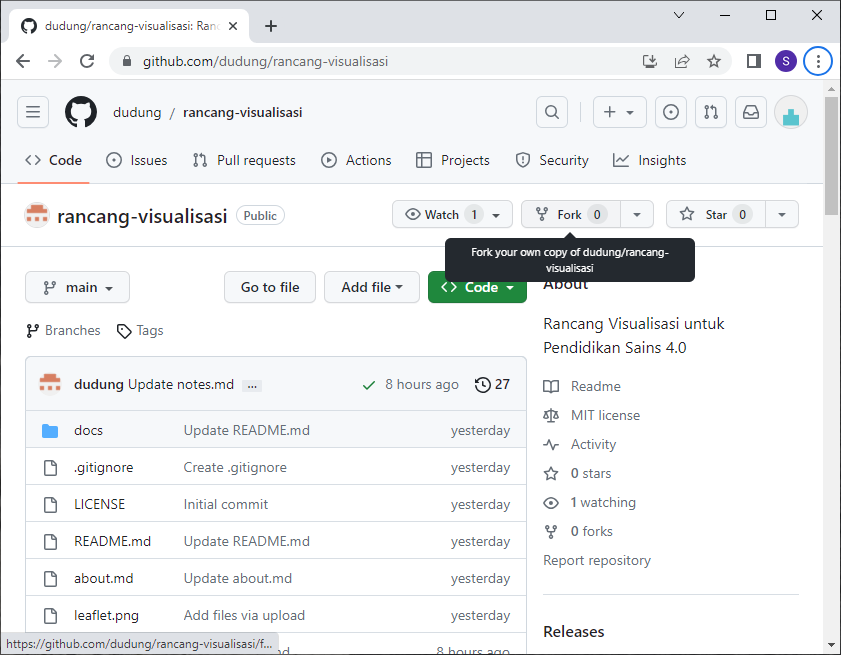 dudung/rancang-visualisasi: Ranc
github.com/dudung/rancang-visualisasi
S
dudung / rancang-visualisasi
Code
Issues
Pull requests
Actions
Projects
Security
Insights
rancang-visualisasi
Public
Watch 1
Fork 0
Star 0
Fork your own copy of dudung/rancang-
visualisasi
main
Go to file
Add file
Code
Branches
Tags
dudung Update notes.md ...
8 hours ago
27
docs Update README.md yesterday
.gitignore Create .gitignore yesterday
LICENSE Initial commit yesterday
README.md Update README.md yesterday
about.md Update about.md yesterday
leaflet.png Add files via upload yesterday
8 hours ago
About
Rancang Visualisasi untuk
Pendidikan Sains 4.0
Readme
MIT license
Activity
0 stars
1 watching
0 forks
Report repository
Releases
https://github.com/dudung/rancang-visualisasi/f...